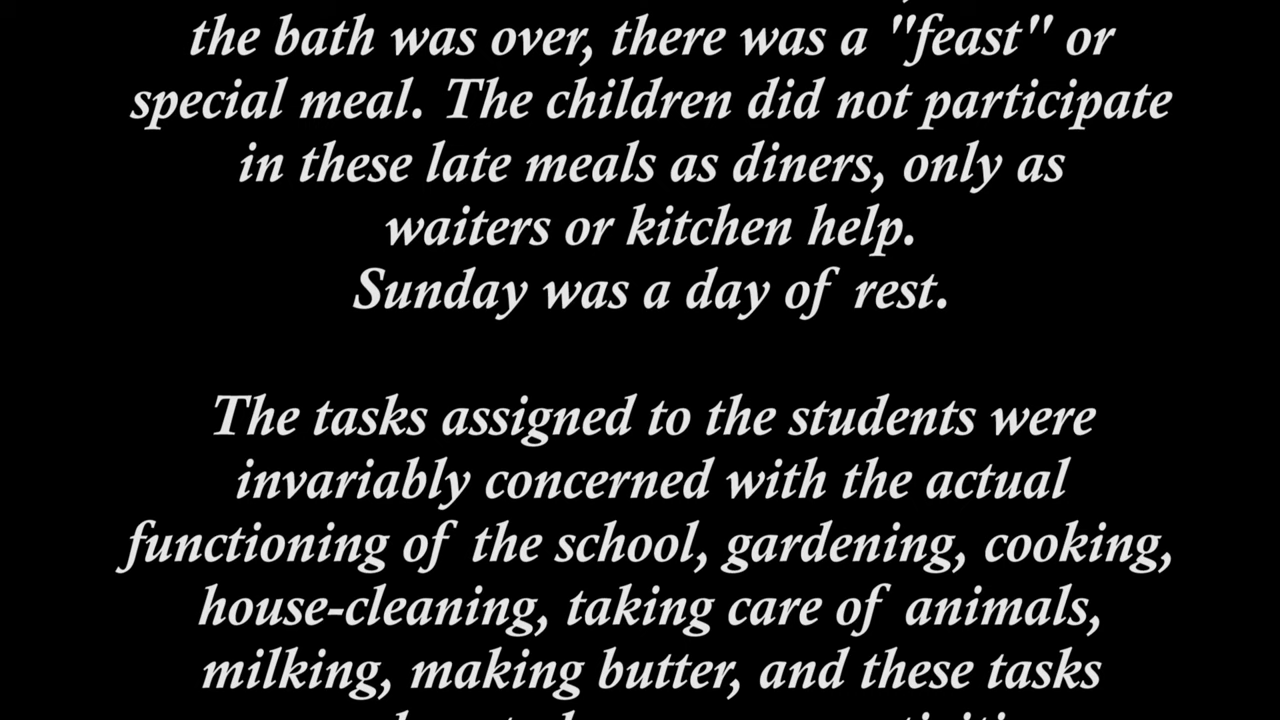 the bath was over, there was a "feast" or
special meal. The children did not participate
in these late meals as diners, only as
waiters or kitchen help.
Sunday was a day of rest.
The tasks assigned to the students were
invariably concerned with the actual
functioning of the school, gardening, cooking,
house-cleaning, taking care of animals,
milking, making butter, and these tasks